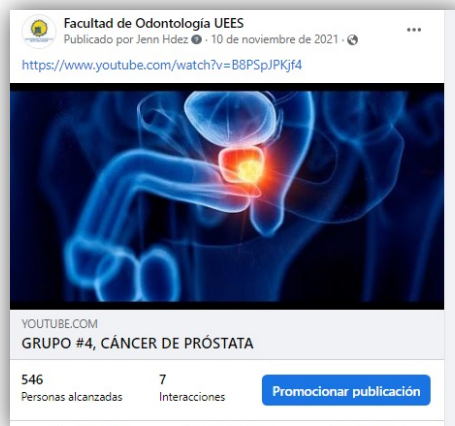 Facultad de Odontología UEES
Publicado por Jenn Hdez · 10 de noviembre de 2021 ·
https://www.youtube.com/watch?v=B8PSpJPKjf4
YOUTUBE.COM
GRUPO #4, CÁNCER DE PRÓSTATA
546
Personas alcanzadas
7
Interacciones
Promocionar publicación